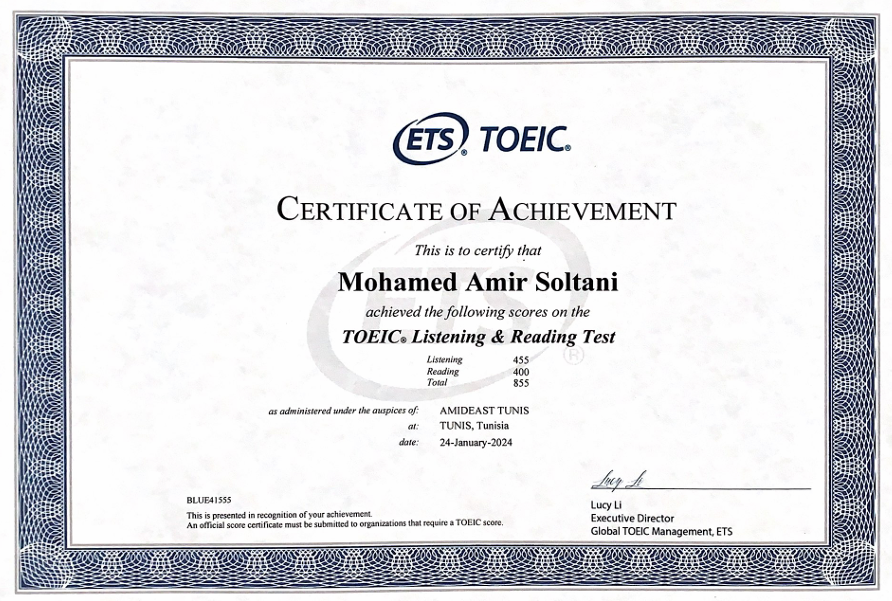 ETS® TOEIC®
CERTIFICATE OF ACHIEVEMENT
This is to certify that
Mohamed Amir Soltani
achieved the following scores on the
TOEIC® Listening & Reading Test
Listening 455
Reading 400
Total 855
as administered under the auspices of: AMIDEAST TUNIS
at: TUNIS, Tunisia
date: 24-January-2024
ETS®
Lucy Li
BLUE41555
This is presented in recognition of your achievement.
An official score certificate must be submitted to organizations that require a TOEIC score.
Lucy Li
Executive Director
Global TOEIC Management, ETS